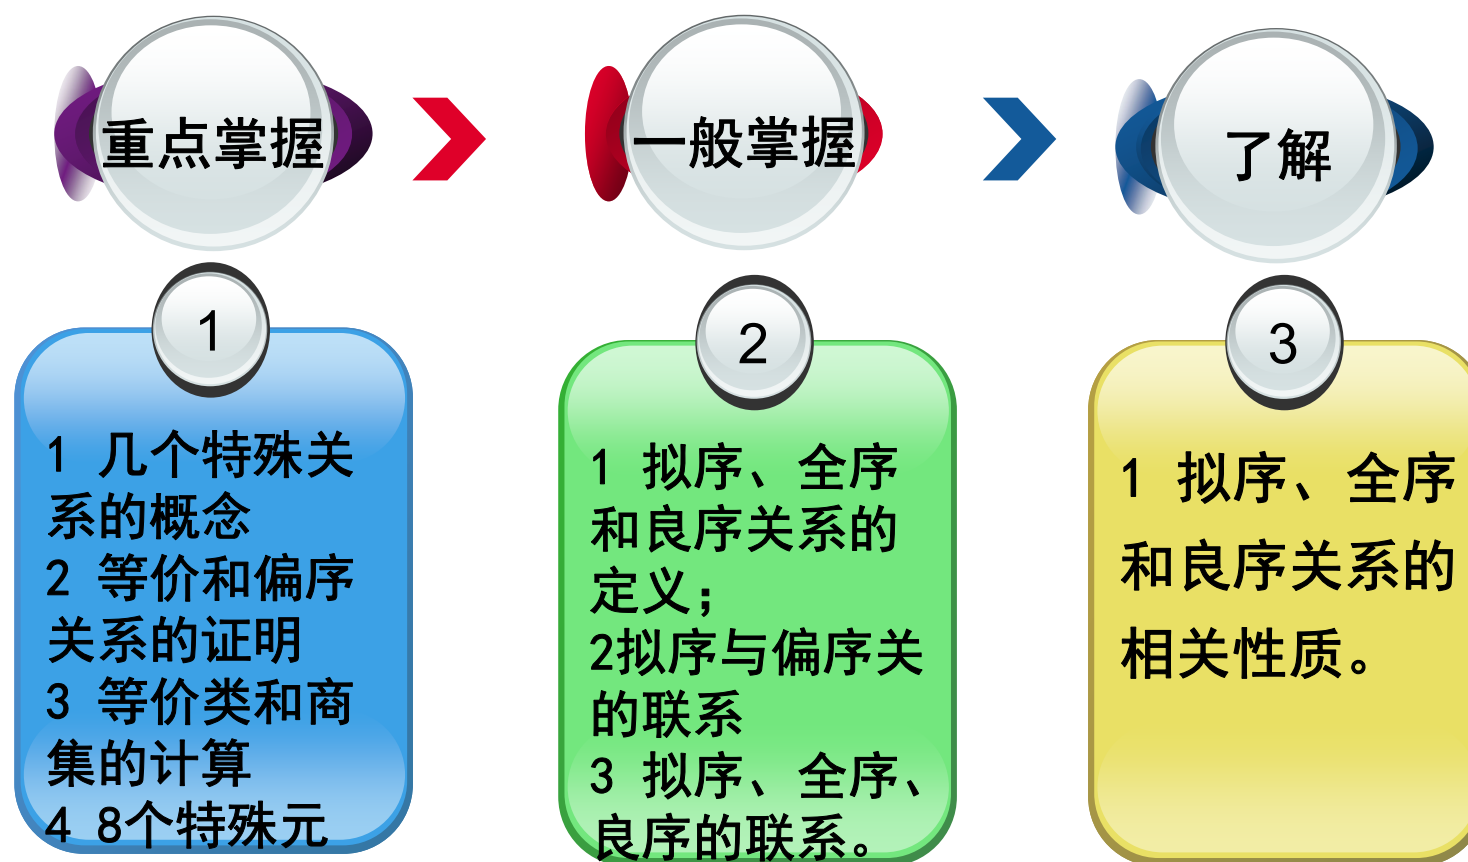 重点掌握
一般掌握
了解
1
1 几个特殊关
系的概念
2 等价和偏序
关系的证明
3 等价类和商
集的计算
4 8个特殊元
2
1 拟序、全序
和良序关系的
定义；
2拟序与偏序关
的联系
3 拟序、全序、
良序的联系。
3
1 拟序、全序
和良序关系的
相关性质。